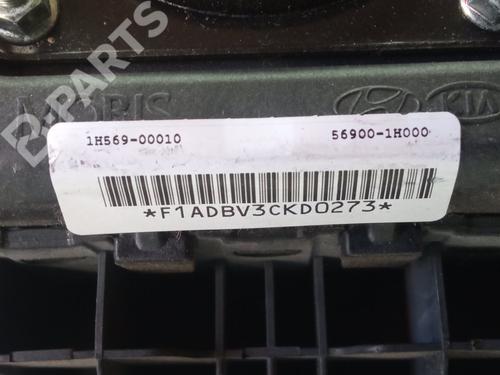 B-PARTS
MOBIS
KIA
1H569-00010 56900-1H000
*F1ADBV3CKD0273*